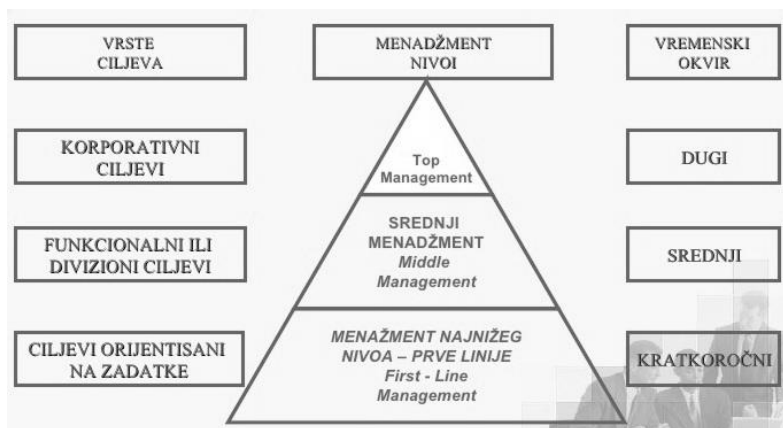 VRSTE
CILJEVA
MENADŽMENT
NIVOI
VREMENSKI
OKVIR
KORPORATIVNI
CILJEVI
Top
Management
DUGI
FUNKCIONALNI ILI
DIVIZIONI CILJEVI
SREDNJI
MENADŽMENT
Middle
Management
SREDNJI
CILJEVI ORIJENTISANI
NA ZADATKE
MENAŽMENT NAJNIŽEG
NIVOA – PRVE LINIJE
First - Line
Management
KRATKOROČNI